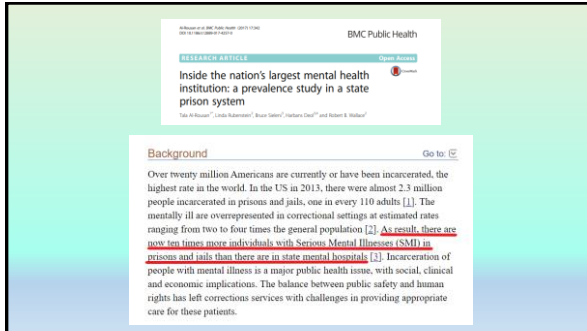 BMC Public Health
RESEARCH ARTICLE
Open Access
Inside the nation's largest mental health
institution: a prevalence study in a state
prison system
Background
Go to:
Over twenty million Americans are currently or have been incarcerated, the
highest rate in the world. In the US in 2013, there were almost 2.3 million
people incarcerated in prisons and jails, one in every 110 adults [1]. The
mentally ill are overrepresented in correctional settings at estimated rates
ranging from two to four times the general population [2]. As result, there are
now ten times more individuals with Serious Mental Illnesses (SMI) in
prisons and jails than there are in state mental hospitals [3]. Incarceration of
people with mental illness is a major public health issue, with social, clinical
and economic implications. The balance between public safety and human
rights has left corrections services with challenges in providing appropriate
care for these patients.